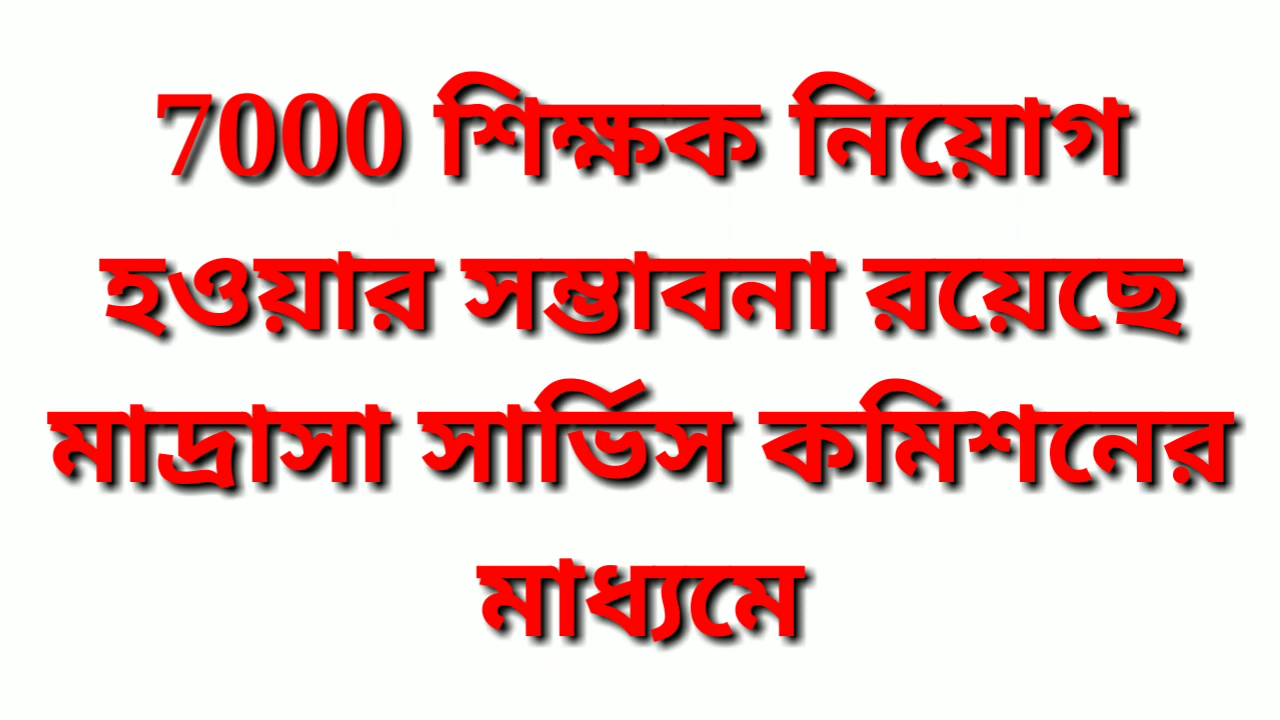 7000 শিক্ষক নিয়োগ
হওয়ার সম্ভাবনা রয়েছে
মাদ্রাসা সার্ভিস কমিশনের
মাধ্যমে